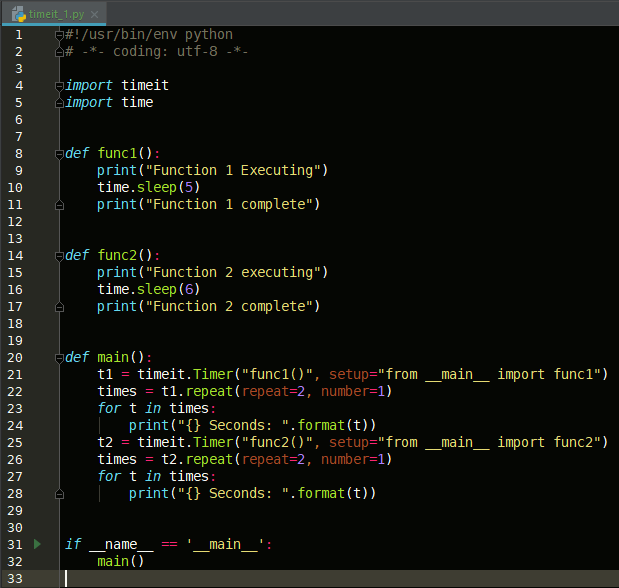 timeit_1.py ×
1 #!/usr/bin/env python
2 # -*- coding: utf-8 -*-
3
4 import timeit
5 import time
6
7
8 def func1():
9     print("Function 1 Executing")
10     time.sleep(5)
11     print("Function 1 complete")
12
13
14 def func2():
15     print("Function 2 executing")
16     time.sleep(6)
17     print("Function 2 complete")
18
19
20 def main():
21     t1 = timeit.Timer("func1()", setup="from __main__ import func1")
22     times = t1.repeat(repeat=2, number=1)
23     for t in times:
24         print("{} Seconds: ".format(t))
25     t2 = timeit.Timer("func2()", setup="from __main__ import func2")
26     times = t2.repeat(repeat=2, number=1)
27     for t in times:
28         print("{} Seconds: ".format(t))
29
30
31 if __name__ == '__main__':
32     main()
33